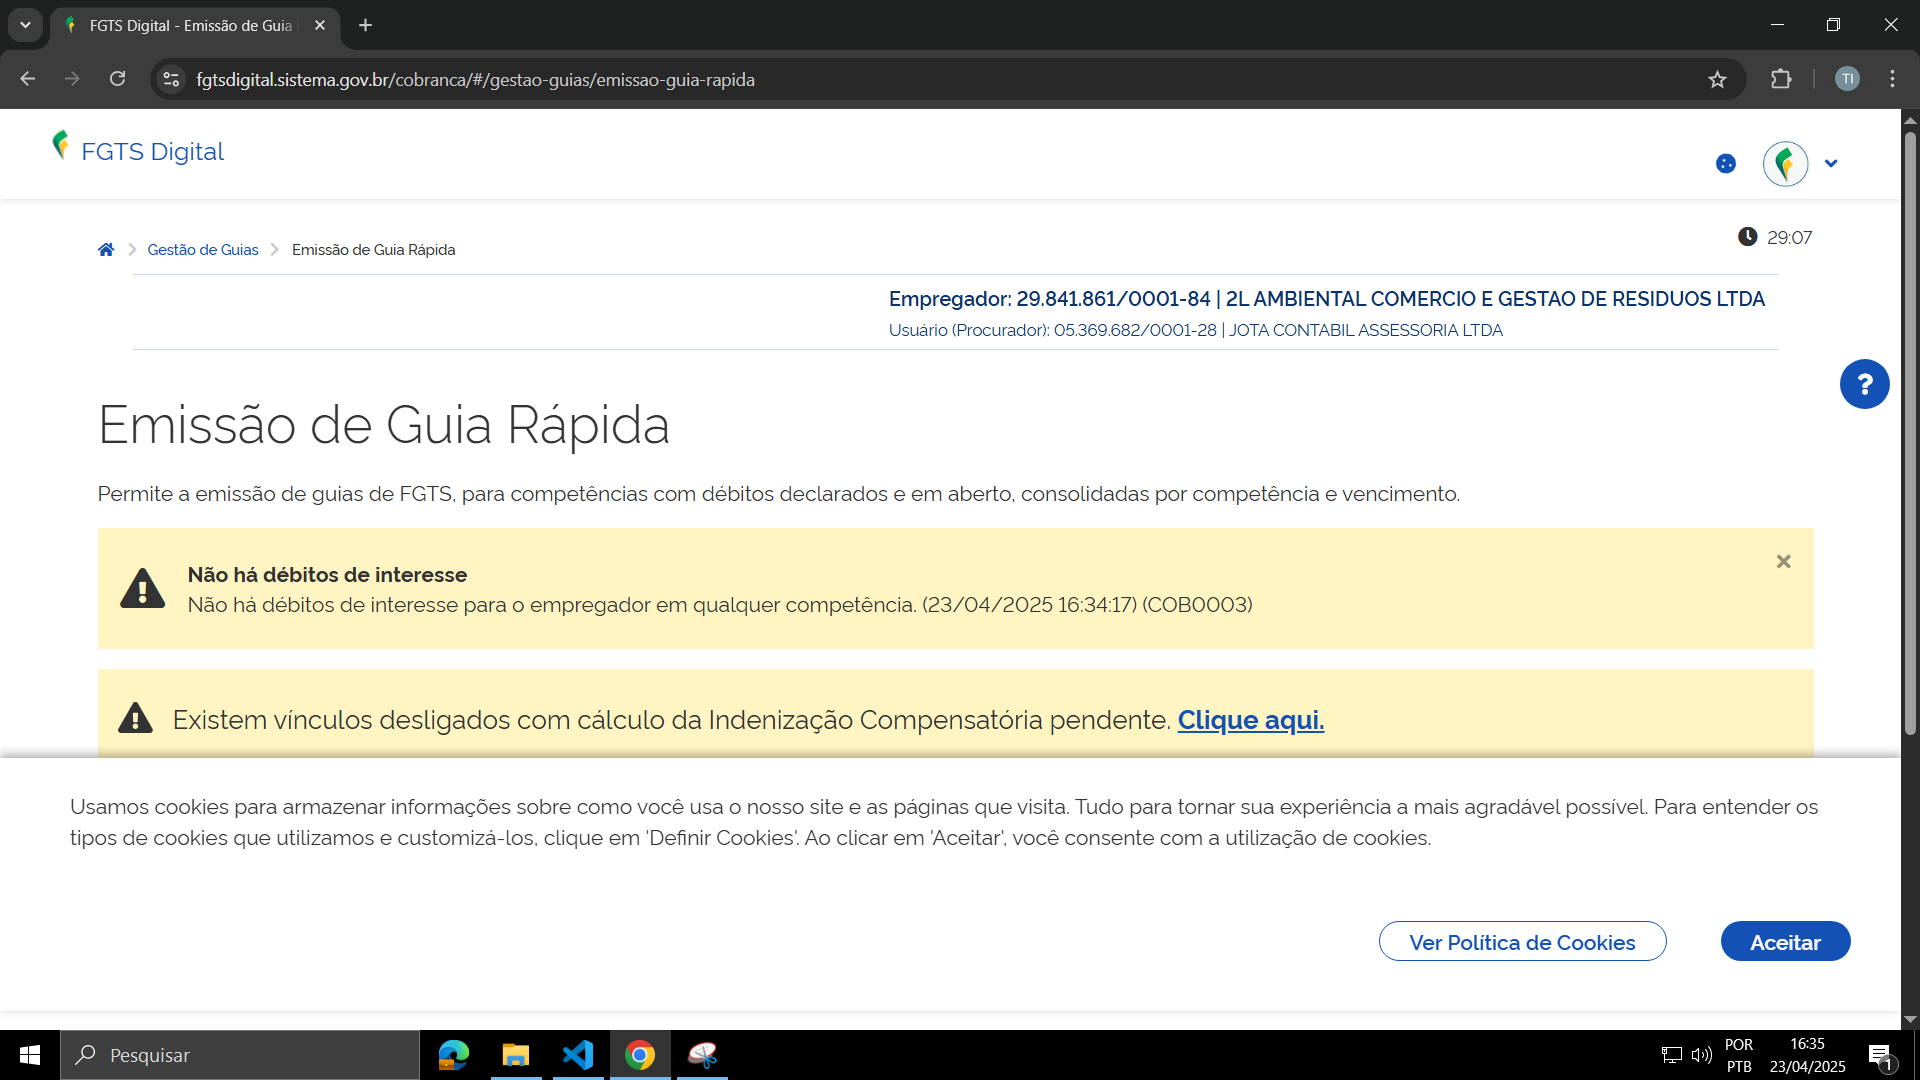 FGTS Digital - Emissão de Guia
fgtsdigital.sistema.gov.br/cobranca/#/gestao-guias/emissao-guia-rapida
TI
FGTS Digital
29:07
Gestão de Guias
Emissão de Guia Rápida
Empregador: 29.841.861/0001-84 | 2L AMBIENTAL COMERCIO E GESTAO DE RESIDUOS LTDA
Usuário (Procurador): 05.369.682/0001-28 | JOTA CONTABIL ASSESSORIA LTDA
?
Emissão de Guia Rápida
Permite a emissão de guias de FGTS, para competências com débitos declarados e em aberto, consolidadas por competência e vencimento.
Não há débitos de interesse
Não há débitos de interesse para o empregador em qualquer competência. (23/04/2025 16:34:17) (COB0003)
Existem vínculos desligados com cálculo da Indenização Compensatória pendente. Clique aqui.
Usamos cookies para armazenar informações sobre como você usa o nosso site e as páginas que visita. Tudo para tornar sua experiência a mais agradável possível. Para entender os
tipos de cookies que utilizamos e customizá-los, clique em 'Definir Cookies'. Ao clicar em 'Aceitar', você consente com a utilização de cookies.
Ver Política de Cookies
Aceitar
Pesquisar
POR
PTB
16:35
23/04/2025
1